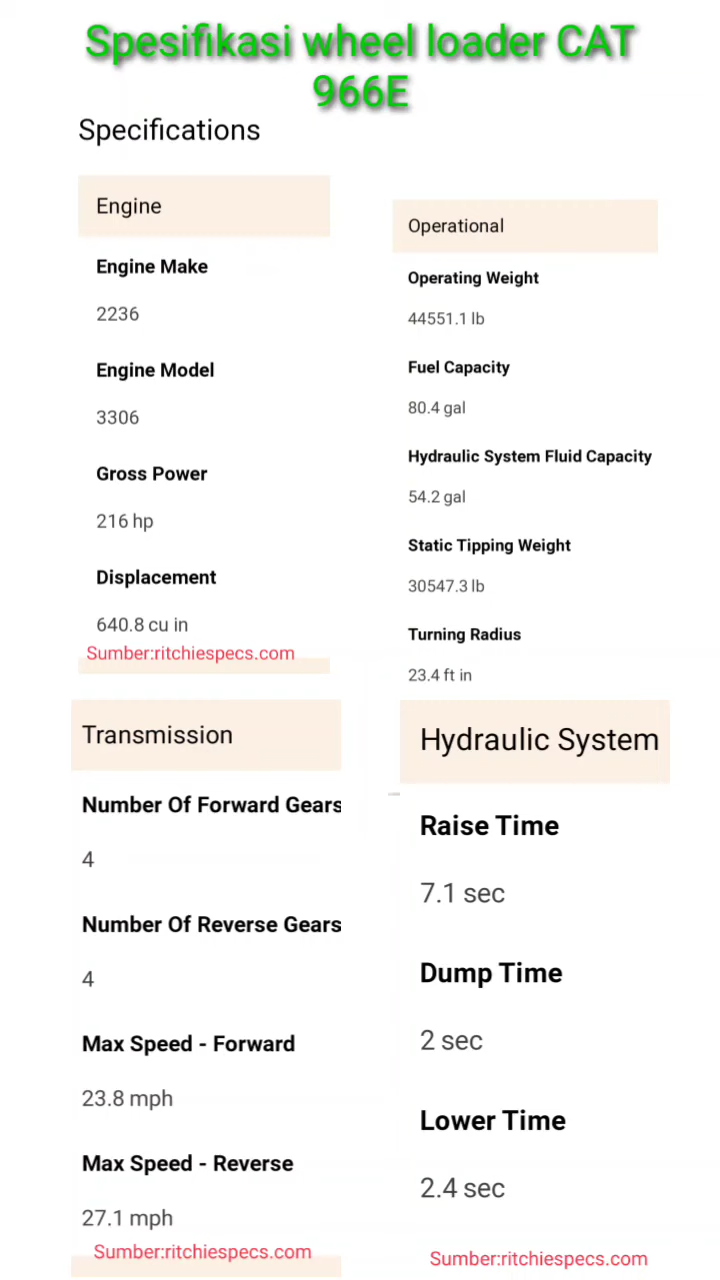 Spesifikasi wheel loader CAT
966E
Specifications
Engine
Engine Make
2236
Engine Model
3306
Gross Power
216 hp
Displacement
640.8 cu in
Sumber:ritchiespecs.com
Operational
Operating Weight
44551.1 lb
Fuel Capacity
80.4 gal
Hydraulic System Fluid Capacity
54.2 gal
Static Tipping Weight
30547.3 lb
Turning Radius
23.4 ft in
Transmission
Number Of Forward Gears
4
Number Of Reverse Gears
4
Max Speed - Forward
23.8 mph
Max Speed - Reverse
27.1 mph
Sumber:ritchiespecs.com
Hydraulic System
Raise Time
7.1 sec
Dump Time
2 sec
Lower Time
2.4 sec
Sumber:ritchiespecs.com